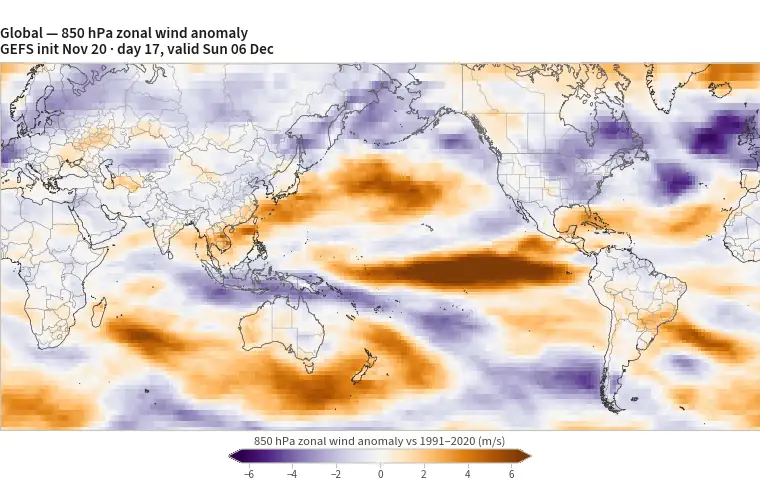 Global — 850 hPa zonal wind anomaly
GEFS init Nov 20 · day 17, valid Sun 06 Dec
850 hPa zonal wind anomaly vs 1991–2020 (m/s)
−6 −4 −2 0 2 4 6